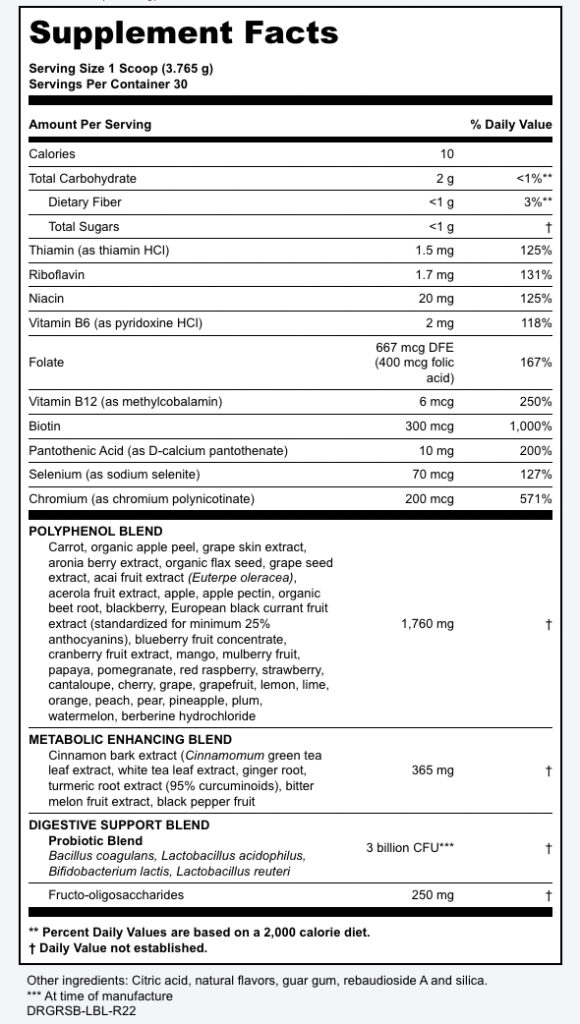 Supplement Facts
Serving Size 1 Scoop (3.765 g)
Servings Per Container 30
Amount Per Serving % Daily Value
Calories 10
Total Carbohydrate 2 g <1%**
Dietary Fiber <1 g 3%**
Total Sugars <1 g †
Thiamin (as thiamin HCl) 1.5 mg 125%
Riboflavin 1.7 mg 131%
Niacin 20 mg 125%
Vitamin B6 (as pyridoxine HCl) 2 mg 118%
667 mcg DFE
Folate (400 mcg folic 167%
acid)
Vitamin B12 (as methylcobalamin) 6 mcg 250%
Biotin 300 mcg 1,000%
Pantothenic Acid (as D-calcium pantothenate) 10 mg 200%
Selenium (as sodium selenite) 70 mcg 127%
Chromium (as chromium polynicotinate) 200 mcg 571%
POLYPHENOL BLEND
Carrot, organic apple peel, grape skin extract,
aronia berry extract, organic flax seed, grape seed
extract, acai fruit extract (Euterpe oleracea),
acerola fruit extract, apple, apple pectin, organic
beet root, blackberry, European black currant fruit
extract (standardized for minimum 25% 1,760 mg †
anthocyanins), blueberry fruit concentrate,
cranberry fruit extract, mango, mulberry fruit,
papaya, pomegranate, red raspberry, strawberry,
cantaloupe, cherry, grape, grapefruit, lemon, lime,
orange, peach, pear, pineapple, plum,
watermelon, berberine hydrochloride
METABOLIC ENHANCING BLEND
Cinnamon bark extract (Cinnamomum green tea
leaf extract, white tea leaf extract, ginger root, 365 mg †
turmeric root extract (95% curcuminoids), bitter
melon fruit extract, black pepper fruit
DIGESTIVE SUPPORT BLEND
Probiotic Blend 3 billion CFU*** †
Bacillus coagulans, Lactobacillus acidophilus,
Bifidobacterium lactis, Lactobacillus reuteri
Fructo-oligosaccharides 250 mg †
** Percent Daily Values are based on a 2,000 calorie diet.
† Daily Value not established.
Other ingredients: Citric acid, natural flavors, guar gum, rebaudioside A and silica.
*** At time of manufacture
DRGRSB-LBL-R22